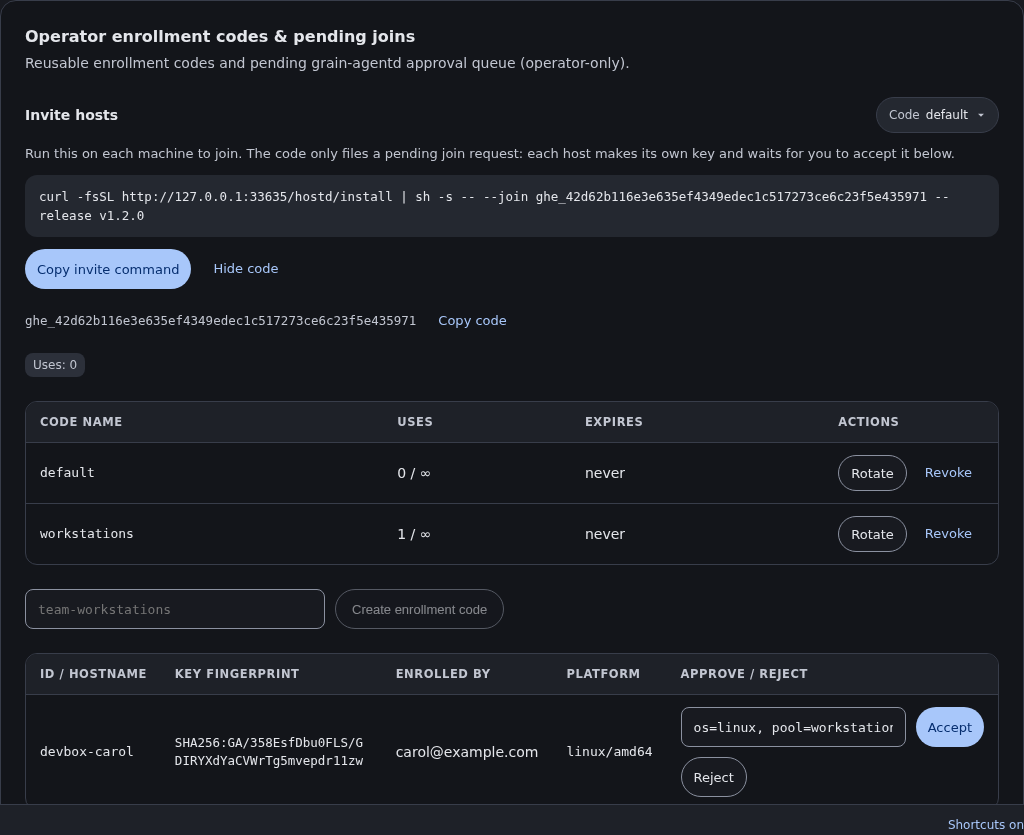 Operator enrollment codes & pending joins
Reusable enrollment codes and pending grain-agentd approval queue (operator-only).
Invite hosts
Code default
Run this on each machine to join. The code only files a pending join request: each host makes its own key and waits for you to accept it below.
curl -fsSL http://127.0.0.1:33635/hostd/install | sh -s -- --join ghe_42d62b116e3e635ef4349edec1c517273ce6c23f5e435971 --
release v1.2.0
Copy invite command
Hide code
ghe_42d62b116e3e635ef4349edec1c517273ce6c23f5e435971
Copy code
Uses: 0
CODE NAME USES EXPIRES ACTIONS
default 0 / ∞ never Rotate Revoke
workstations 1 / ∞ never Rotate Revoke
team-workstations
Create enrollment code
ID / HOSTNAME KEY FINGERPRINT ENROLLED BY PLATFORM APPROVE / REJECT
devbox-carol
SHA256:GA/358EsfDbu0FLS/G
DIRYXdYaCVWrTg5mvepdr11zw
carol@example.com
linux/amd64
os=linux, pool=workstation
Accept
Reject
Shortcuts on